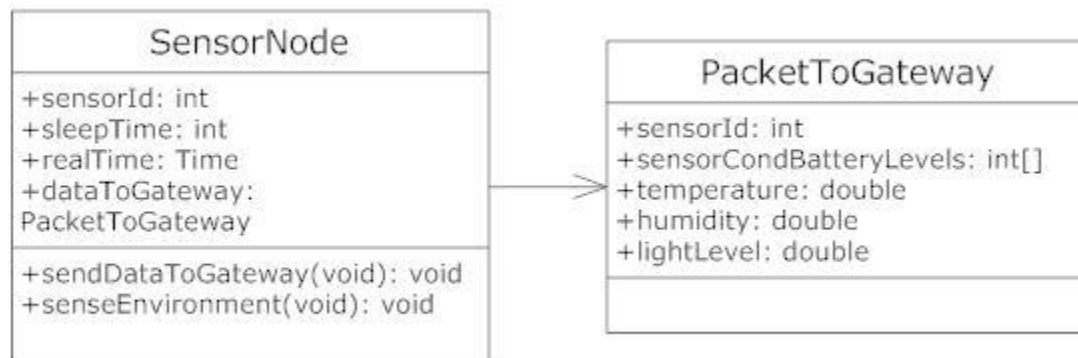 SensorNode
+sensorId: int
+sleepTime: int
+realTime: Time
+dataToGateway:
PacketToGateway
+sendDataToGateway(void): void
+senseEnvironment(void): void
PacketToGateway
+sensorId: int
+sensorCondBatteryLevels: int[]
+temperature: double
+humidity: double
+lightLevel: double